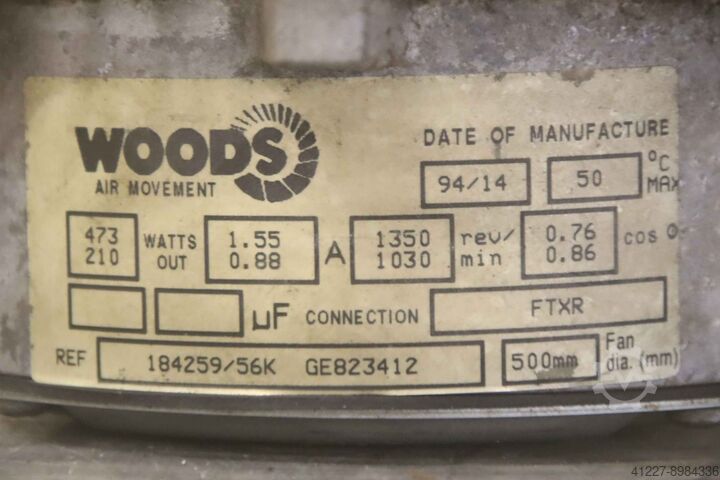 WOODS
AIR MOVEMENT
DATE OF MANUFACTURE
94/14 50 °C MAX
473 210 WATTS OUT 1.55 0.88 A 1350 1030 rev/min 0.76 0.86 cos Ø
µF CONNECTION FTXR
REF 184259/56K GE823412 500mm Fan dia. (mm)
41227-8984336